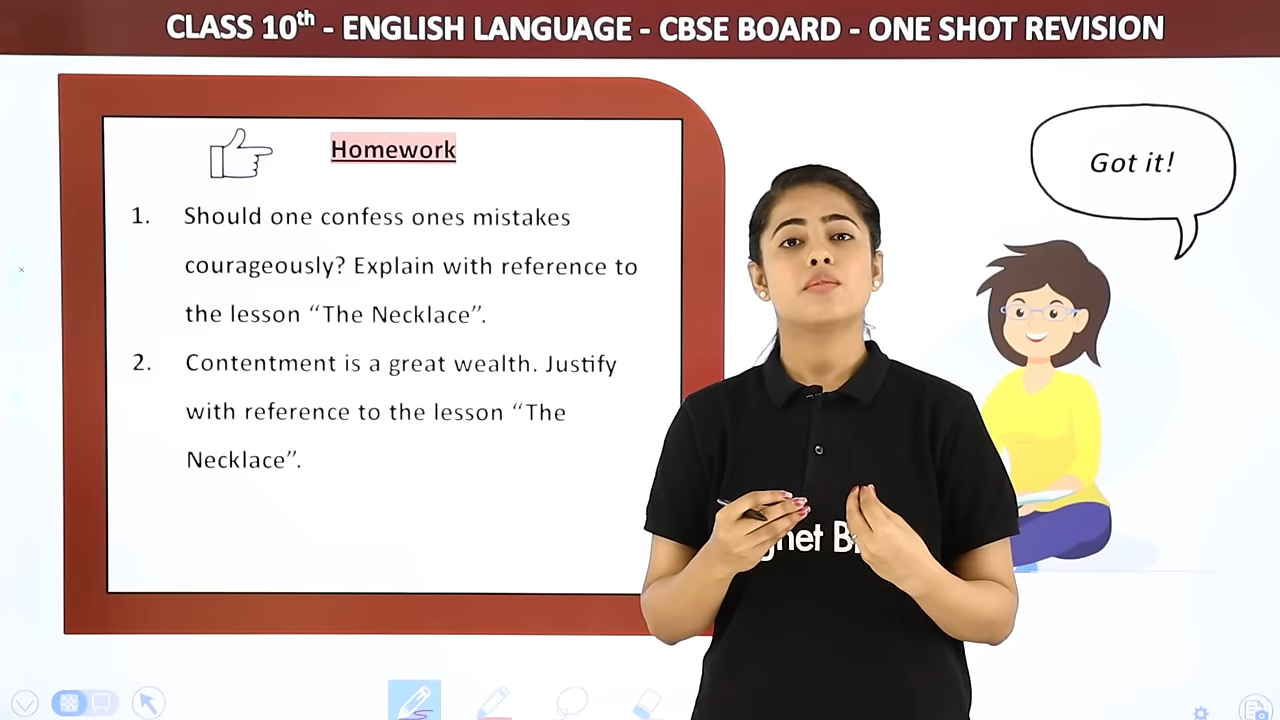 CLASS 10th - ENGLISH LANGUAGE - CBSE BOARD - ONE SHOT REVISION
Homework
1. Should one confess ones mistakes
courageously? Explain with reference to
the lesson “The Necklace”.
2. Contentment is a great wealth. Justify
with reference to the lesson “The
Necklace”.
Got it!